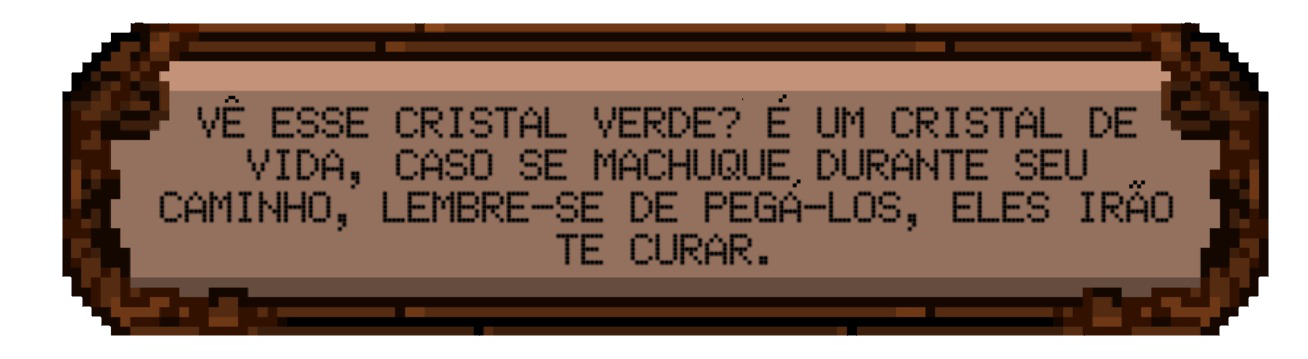 VÊ ESSE CRISTAL VERDE? É UM CRISTAL DE
VIDA, CASO SE MACHUQUE DURANTE SEU
CAMINHO, LEMBRE-SE DE PEGÁ-LOS, ELES IRÃO
TE CURAR.